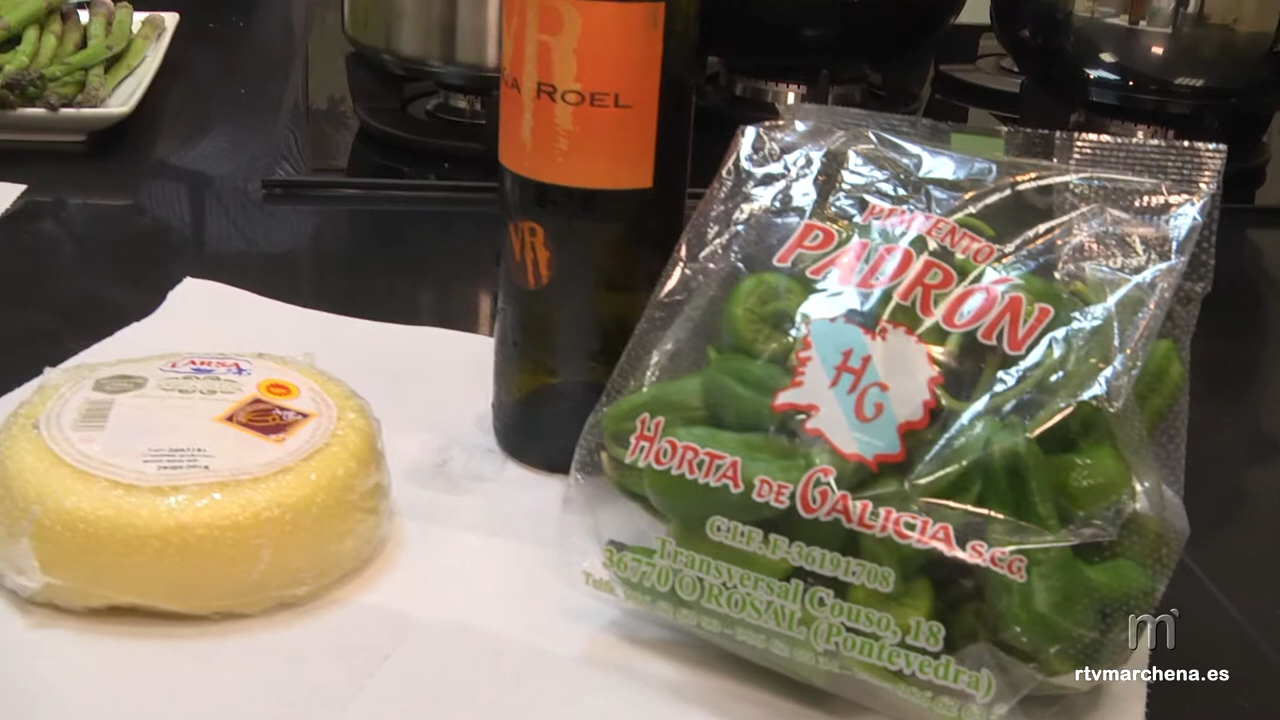 VR
NA ROEL
VR
LARSA
PIMIENTO
PADRÓN
HG
HORTA DE GALICIA S.C.G.
C.I.F. F-36191708
Transversal Couso, 18
36770 O ROSAL (Pontevedra)
m
rtvmarchena.es